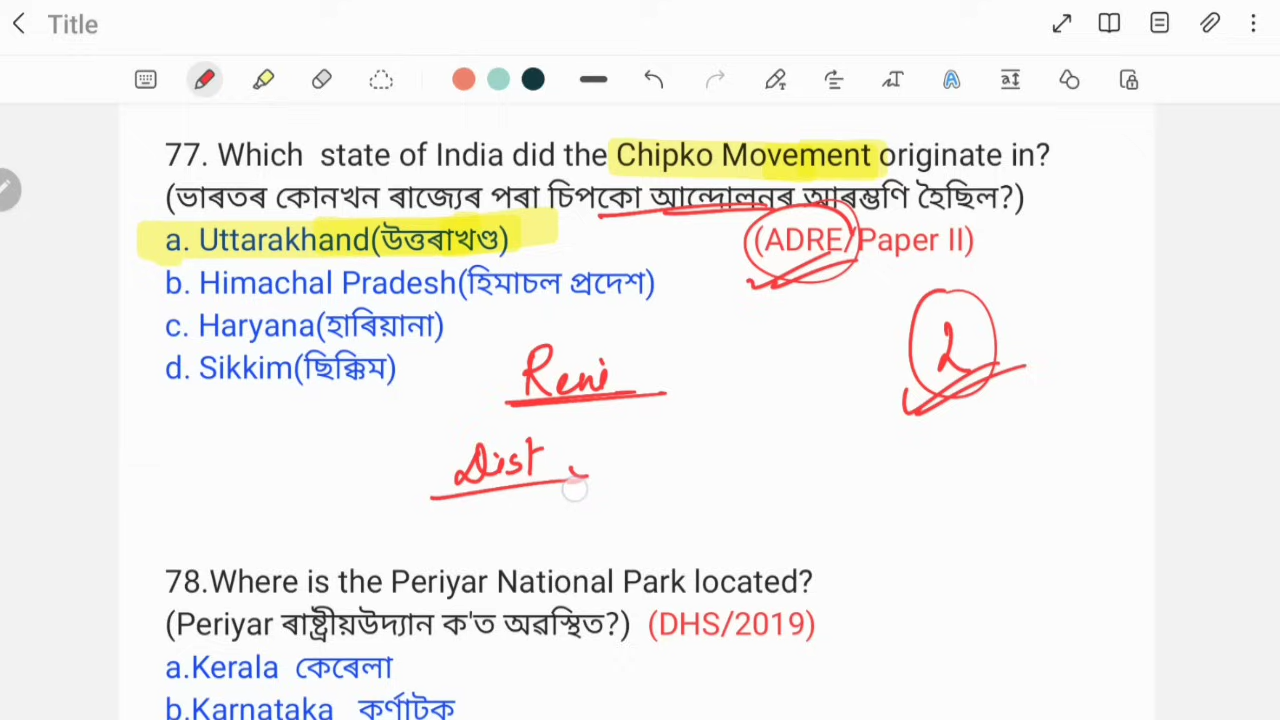 Title
77. Which state of India did the Chipko Movement originate in?
(ভাৰতৰ কোনখন ৰাজ্যেৰ পৰা চিপকো আন্দোলনৰ আৰম্ভণি হৈছিল?)
a. Uttarakhand(উত্তৰাখণ্ড) (ADRE/Paper II)
b. Himachal Pradesh(হিমাচল প্ৰদেশ)
c. Haryana(হাৰিয়ানা)
2
d. Sikkim(ছিক্কিম)
Reni
Dist
78.Where is the Periyar National Park located?
(Periyar ৰাষ্ট্ৰীয়উদ্যান ক'ত অৱস্থিত?) (DHS/2019)
a.Kerala কেৰেলা
b.Karnataka কৰ্ণাটক